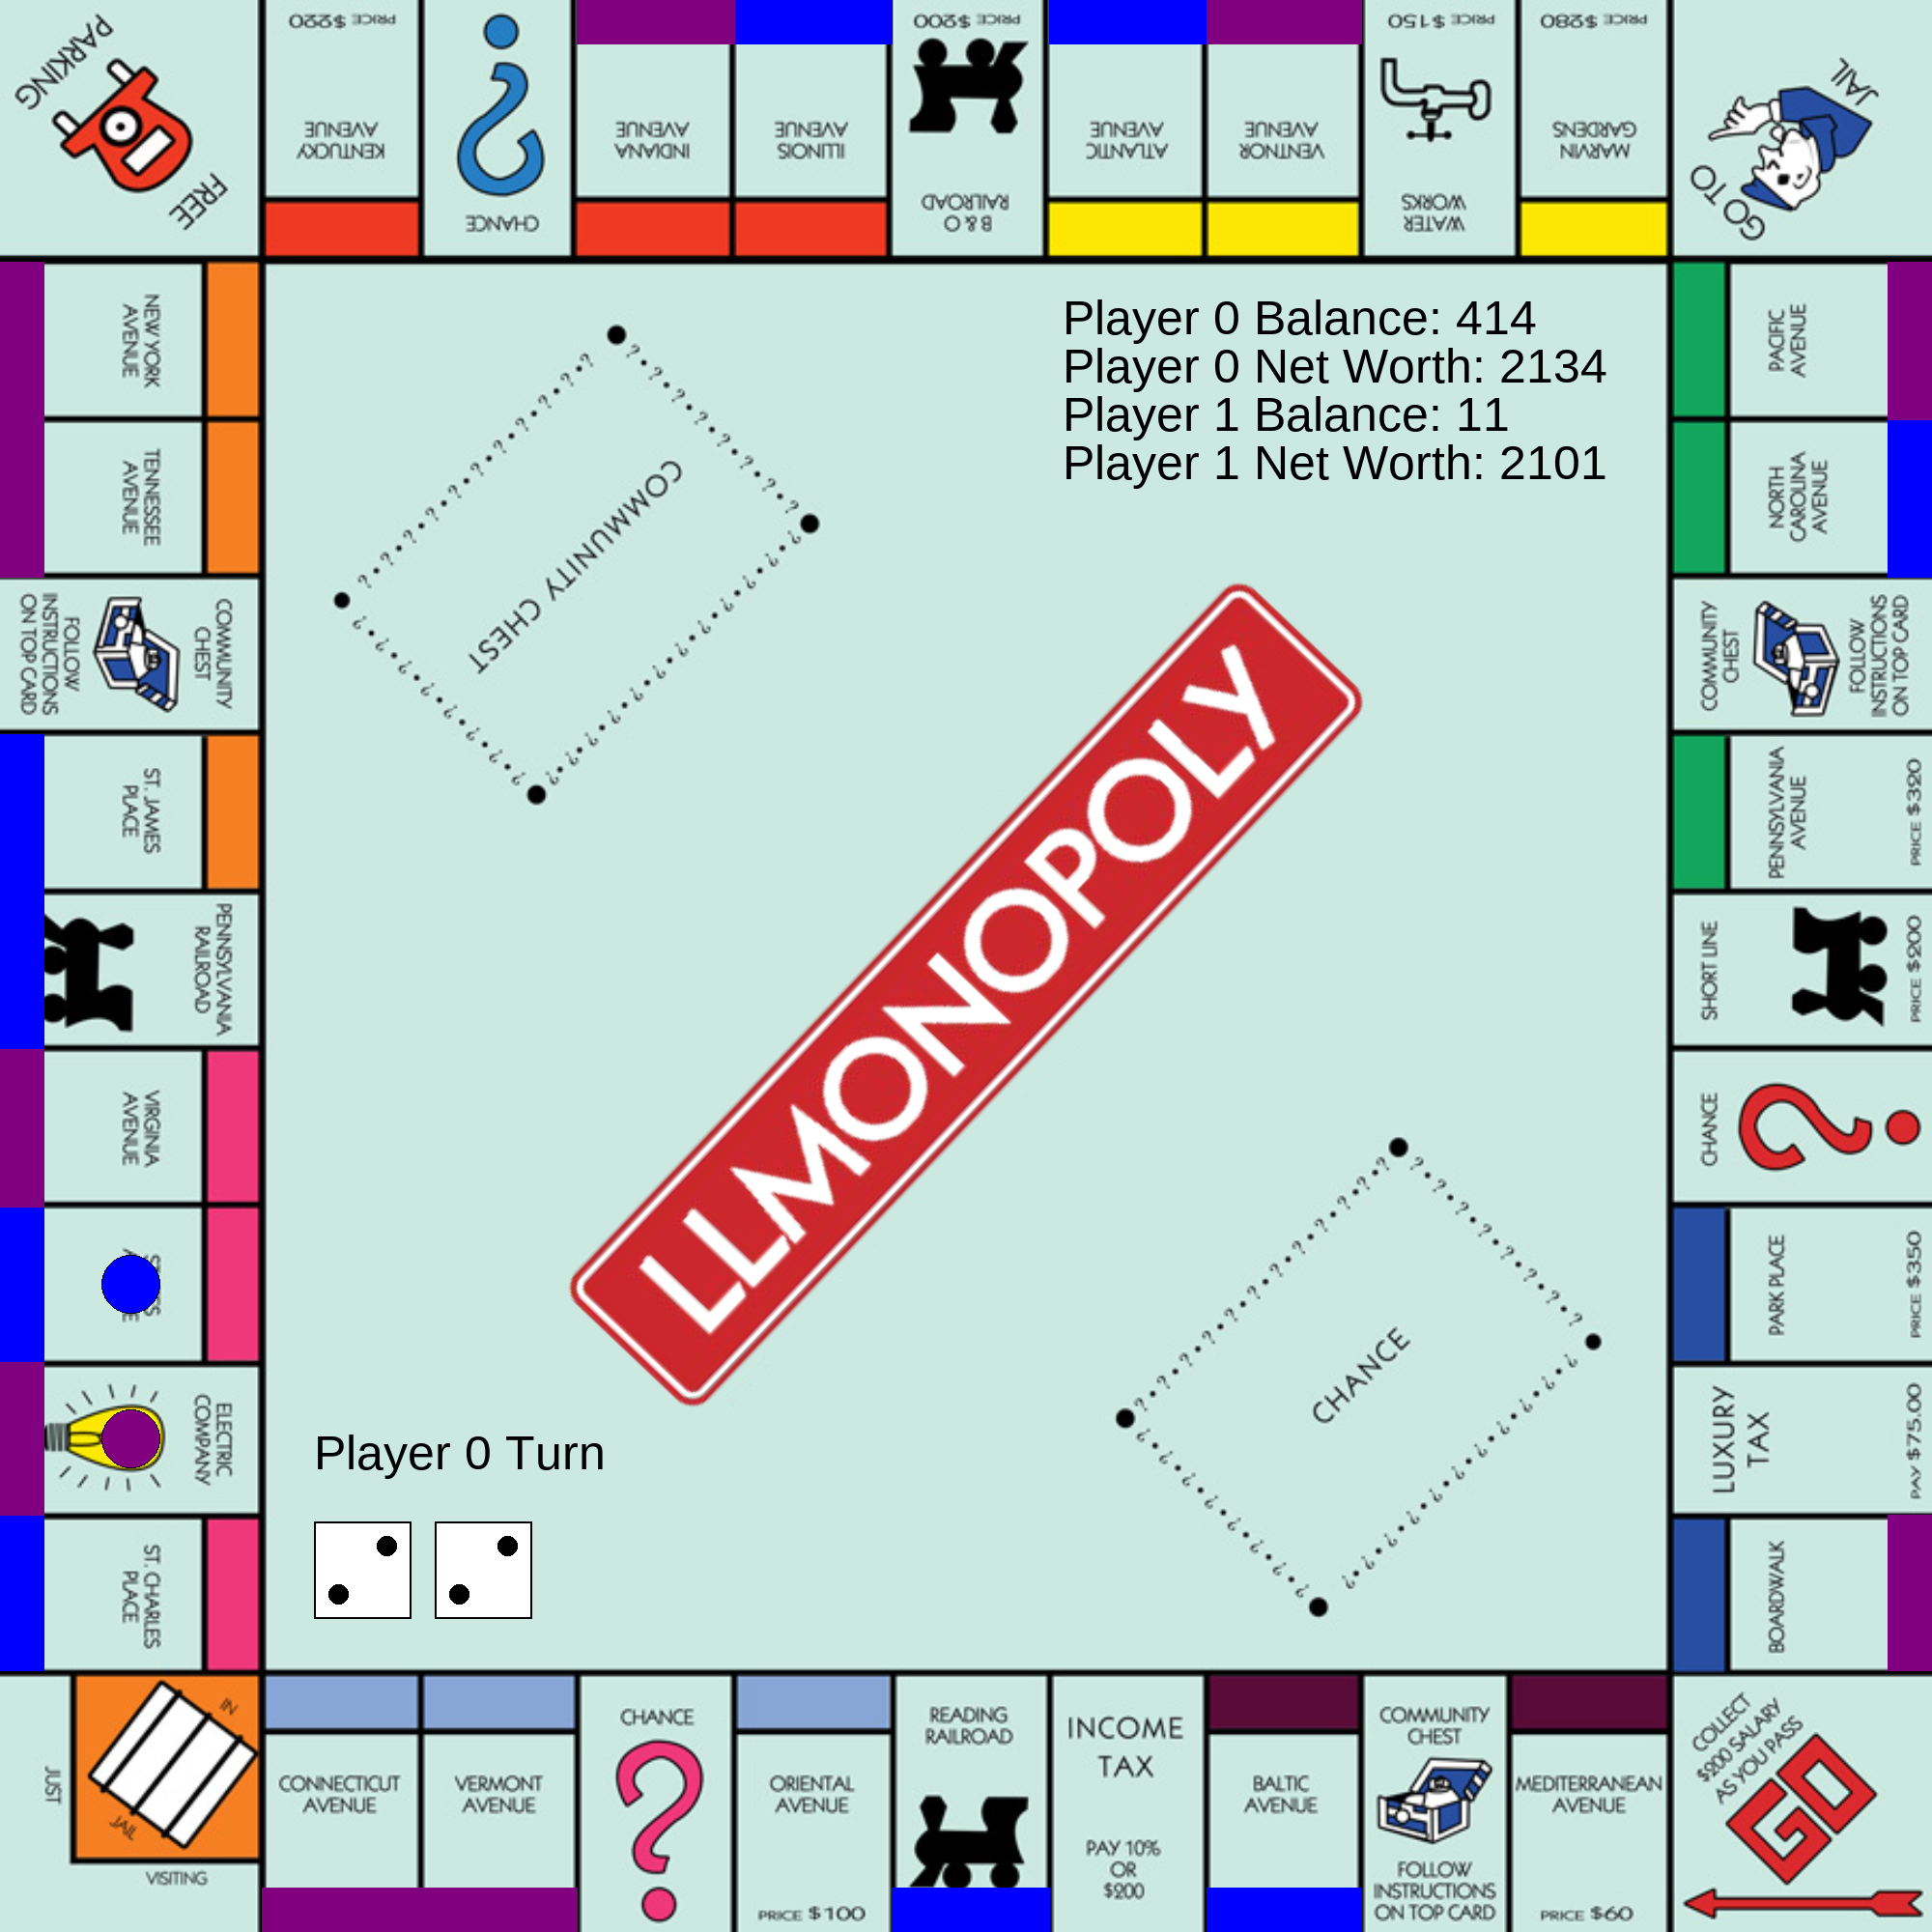 PARKING
FREE
PRICE $220
KENTUCKY
AVENUE
CHANCE
INDIANA
AVENUE
ILLINOIS
AVENUE
PRICE $200
B & O
RAILROAD
ATLANTIC
AVENUE
VENTNOR
AVENUE
PRICE $150
WATER
WORKS
PRICE $280
MARVIN
GARDENS
GO TO
JAIL
NEW YORK
AVENUE
TENNESSEE
AVENUE
COMMUNITY
CHEST
FOLLOW
INSTRUCTIONS
ON TOP CARD
ST. JAMES
PLACE
PENNSYLVANIA
RAILROAD
VIRGINIA
AVENUE
ELECTRIC
COMPANY
ST. CHARLES
PLACE
Player 0 Balance: 414
Player 0 Net Worth: 2134
Player 1 Balance: 11
Player 1 Net Worth: 2101
COMMUNITY CHEST
LLMONOPOLY
CHANCE
Player 0 Turn
PACIFIC
AVENUE
NORTH
CAROLINA
AVENUE
COMMUNITY
CHEST
FOLLOW
INSTRUCTIONS
ON TOP CARD
PENNSYLVANIA
AVENUE
PRICE $320
SHORT LINE
PRICE $200
CHANCE
PARK PLACE
PRICE $350
LUXURY
TAX
PAY $75.00
BOARDWALK
JUST
VISITING
IN
JAIL
CONNECTICUT
AVENUE
VERMONT
AVENUE
CHANCE
ORIENTAL
AVENUE
PRICE $100
READING
RAILROAD
INCOME
TAX
PAY 10%
OR
$200
BALTIC
AVENUE
COMMUNITY
CHEST
FOLLOW
INSTRUCTIONS
ON TOP CARD
MEDITERRANEAN
AVENUE
PRICE $60
COLLECT
$200 SALARY
AS YOU PASS
GO